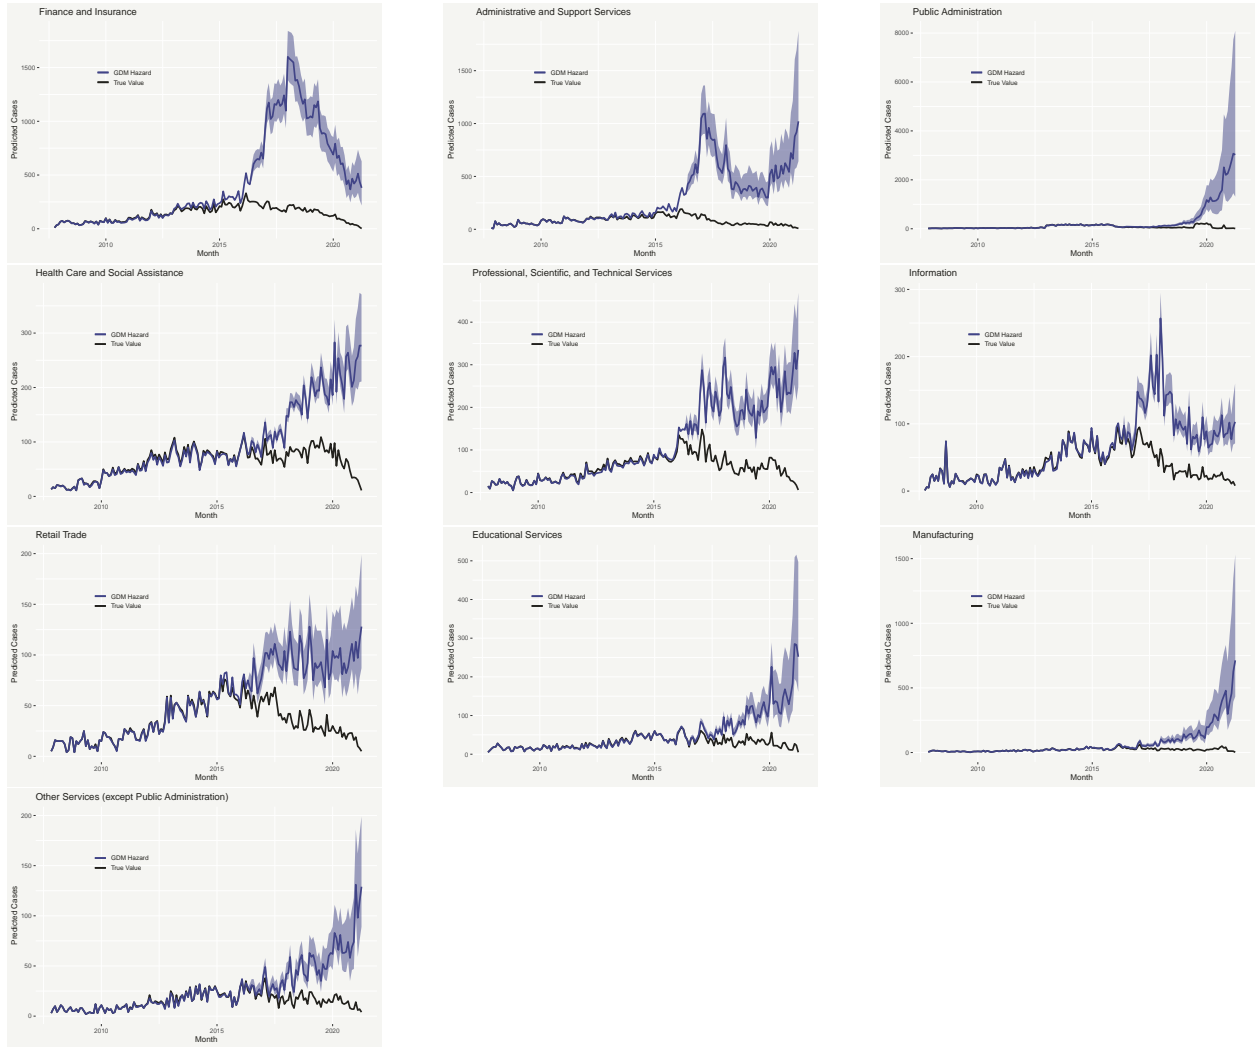 Finance and Insurance
1500
1000
500
0
Predicted Cases
GDM Hazard
True Value
2010
2015
2020
Month
Administrative and Support Services
1500
1000
500
0
Predicted Cases
GDM Hazard
True Value
2010
2015
2020
Month
Public Administration
8000
6000
4000
2000
0
Predicted Cases
GDM Hazard
True Value
2010
2015
2020
Month
Health Care and Social Assistance
300
200
100
0
Predicted Cases
GDM Hazard
True Value
2010
2015
2020
Month
Professional, Scientific, and Technical Services
400
300
200
100
0
Predicted Cases
GDM Hazard
True Value
2010
2015
2020
Month
Information
300
200
100
0
Predicted Cases
GDM Hazard
True Value
2010
2015
2020
Month
Retail Trade
200
150
100
50
0
Predicted Cases
GDM Hazard
True Value
2010
2015
2020
Month
Educational Services
500
400
300
200
100
0
Predicted Cases
GDM Hazard
True Value
2010
2015
2020
Month
Manufacturing
1500
1000
500
0
Predicted Cases
GDM Hazard
True Value
2010
2015
2020
Month
Other Services (except Public Administration)
200
150
100
50
0
Predicted Cases
GDM Hazard
True Value
2010
2015
2020
Month